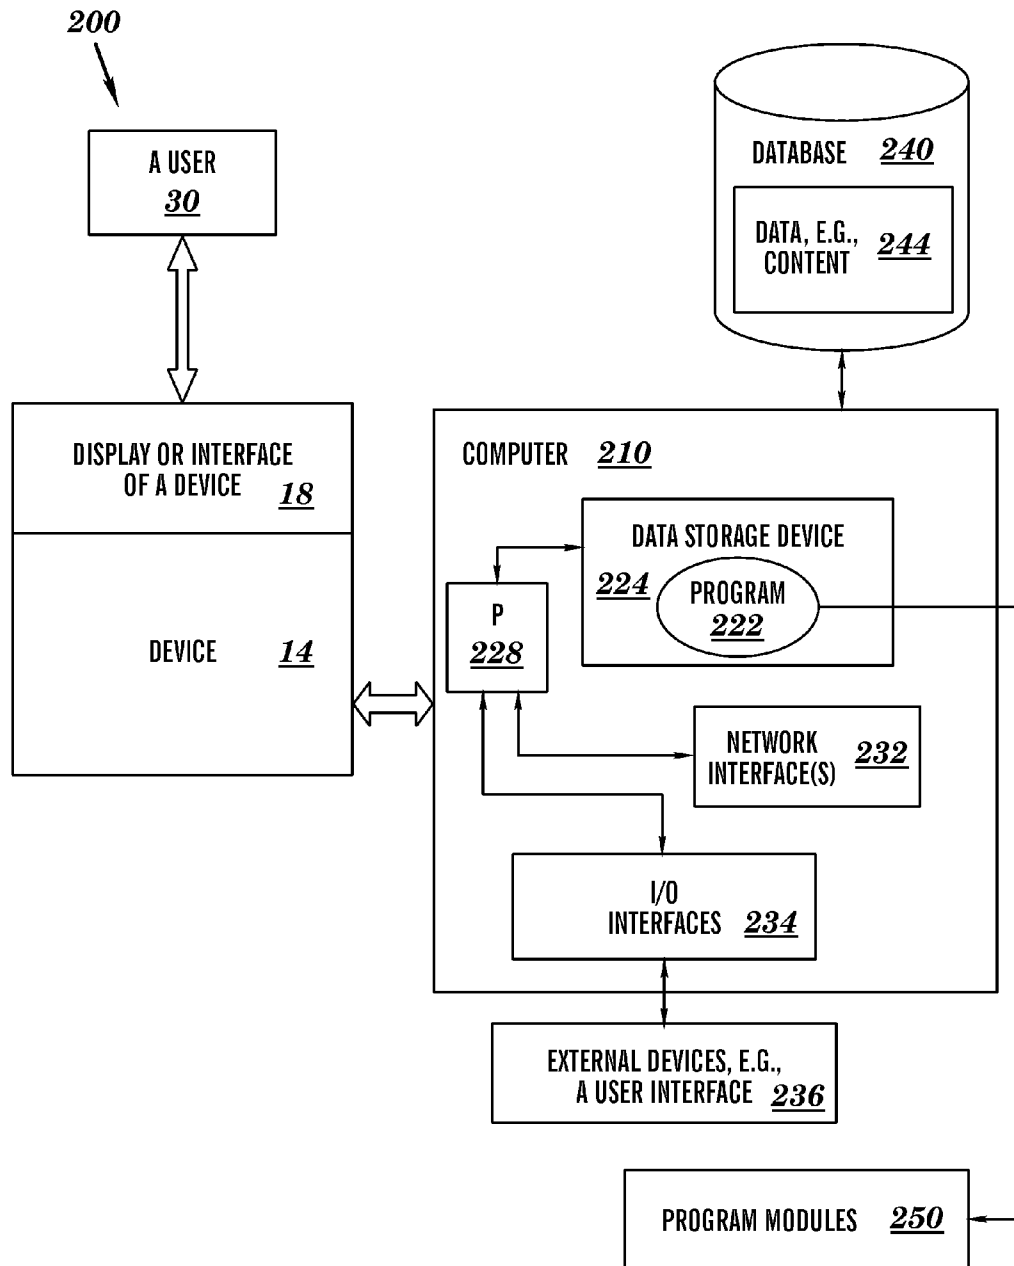 200
A USER
30
DATABASE 240
DATA, E.G.,
CONTENT 244
DISPLAY OR INTERFACE
OF A DEVICE 18
DEVICE 14
COMPUTER 210
DATA STORAGE DEVICE
224
PROGRAM
222
P
228
NETWORK
INTERFACE(S) 232
I/O
INTERFACES 234
EXTERNAL DEVICES, E.G.,
A USER INTERFACE 236
PROGRAM MODULES 250